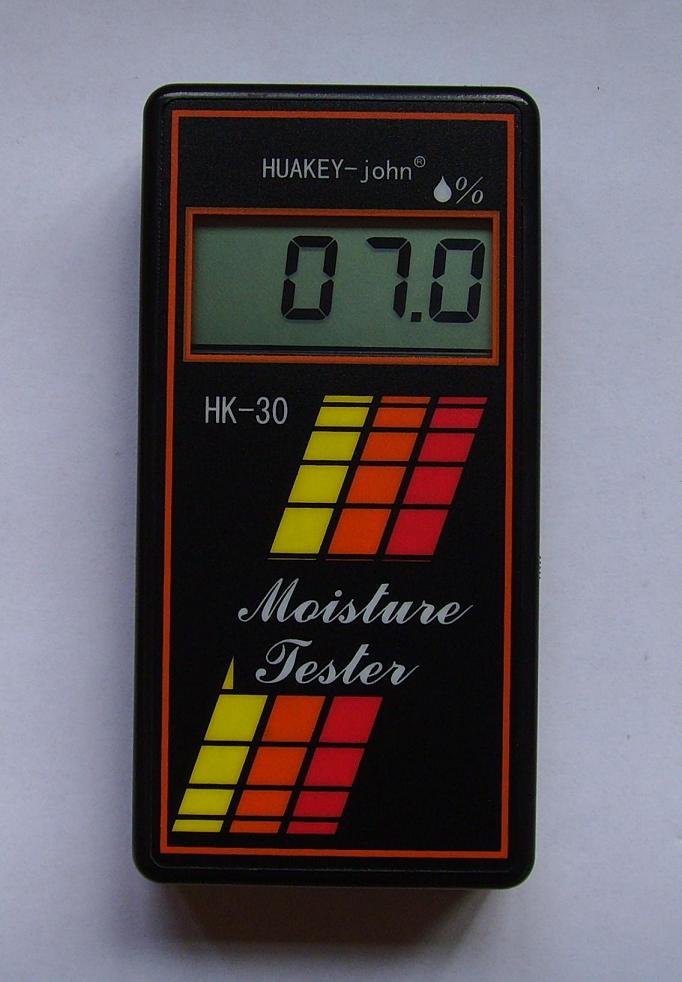 HUAKEY-john®
%
07.0
HK-30
Moisture
Tester